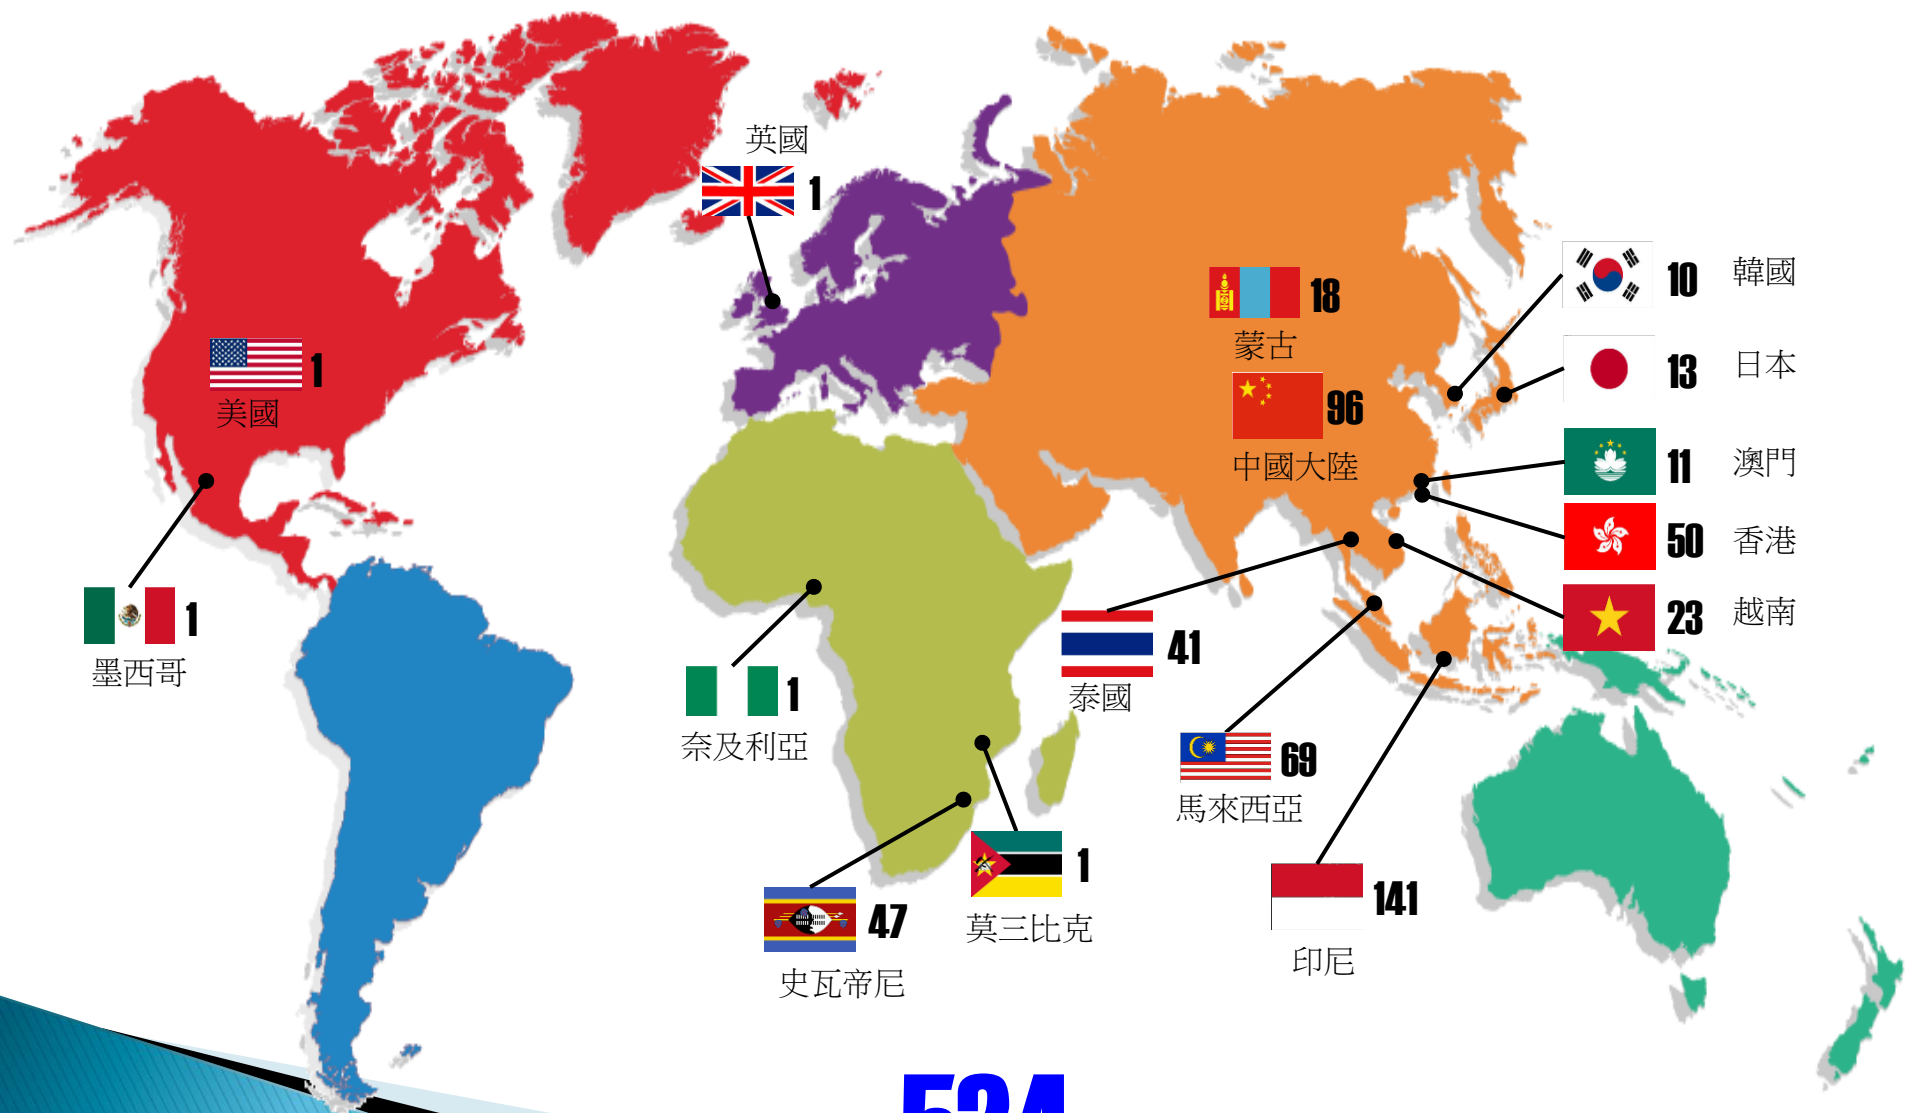 英國
1
18
蒙古
10 韓國
1
美國
13 日本
96
中國大陸
11 澳門
50 香港
1
墨西哥
23 越南
41
泰國
1
奈及利亞
69
馬來西亞
1
莫三比克
141
印尼
47
史瓦帝尼
524